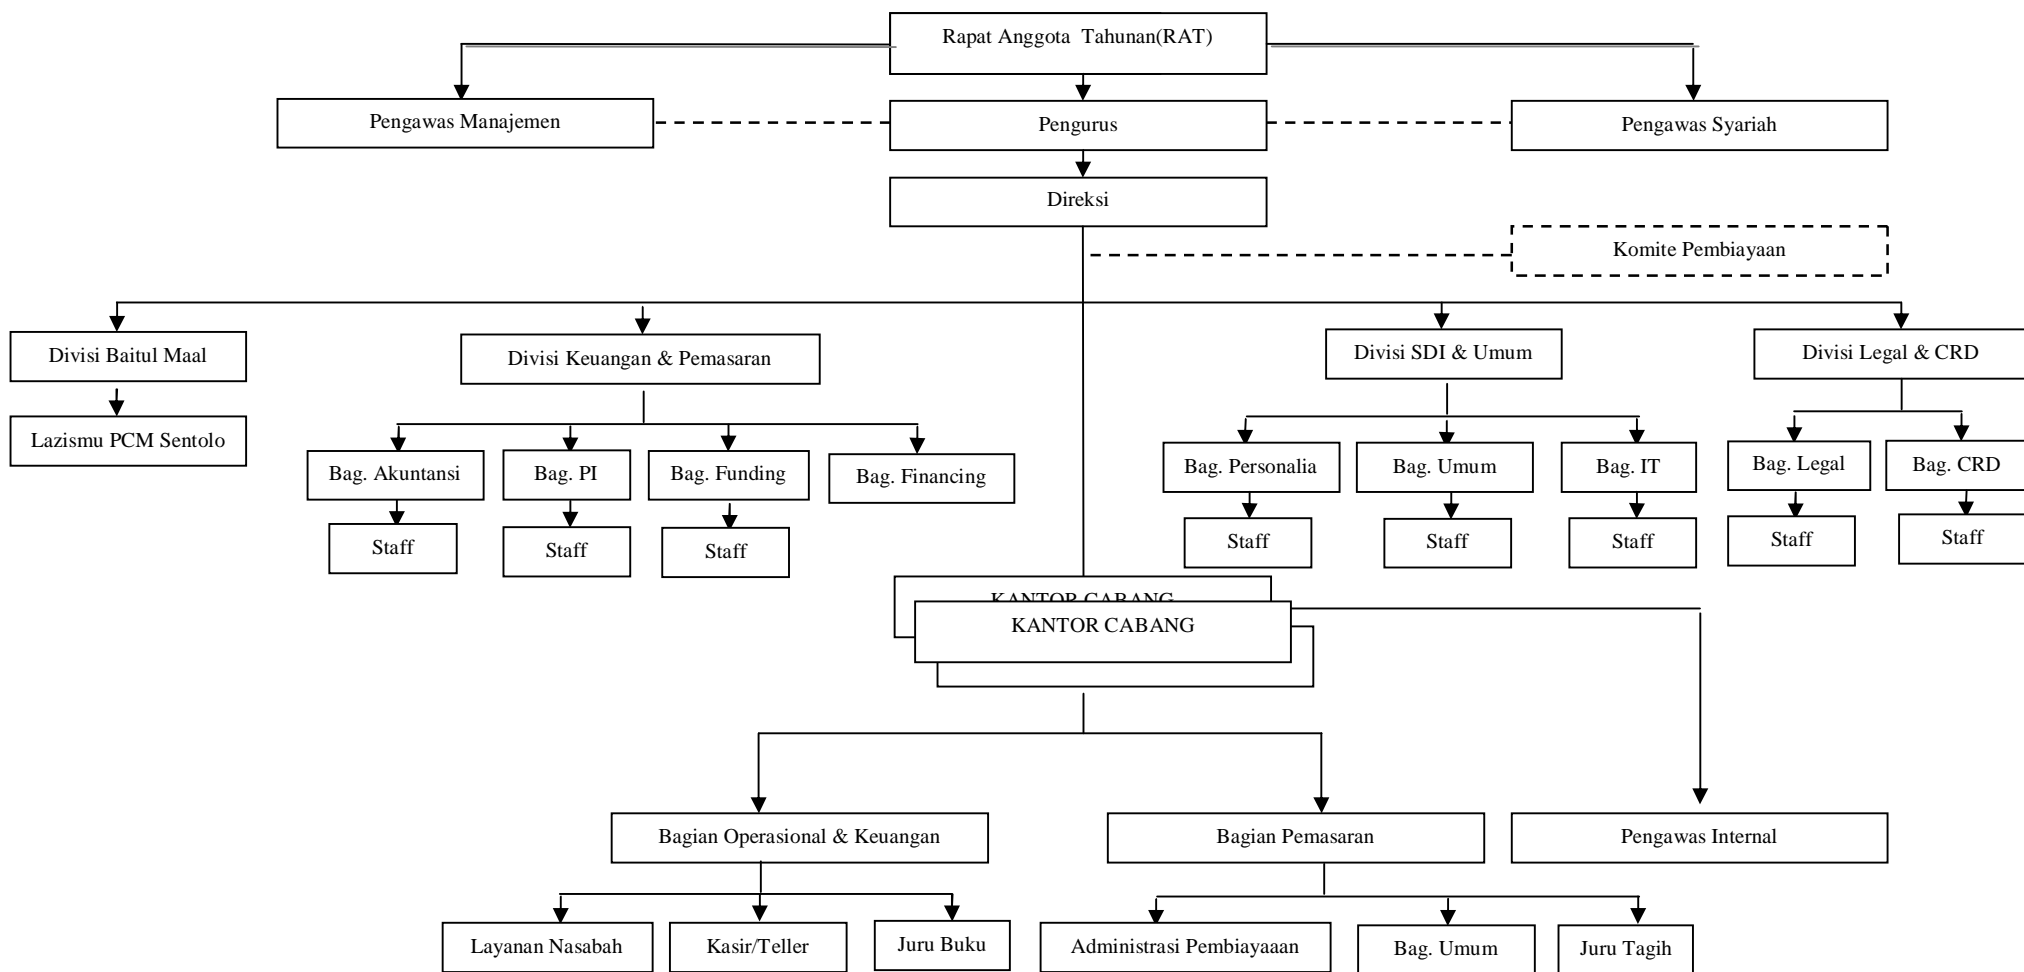 Rapat Anggota  Tahunan(RAT)
Pengawas Manajemen
Pengurus
Pengawas Syariah
Direksi
Komite Pembiayaan
Divisi Baitul Maal
Divisi Keuangan & Pemasaran
Divisi SDI & Umum
Divisi Legal & CRD
Lazismu PCM Sentolo
Bag. Akuntansi
Bag. PI
Bag. Funding
Bag. Financing
Bag. Personalia
Bag. Umum
Bag. IT
Bag. Legal
Bag. CRD
Staff
Staff
Staff
Staff
Staff
Staff
Staff
Staff
KANTOR CABANG
KANTOR CABANG
Bagian Operasional & Keuangan
Bagian Pemasaran
Pengawas Internal
Layanan Nasabah
Kasir/Teller
Juru Buku
Administrasi Pembiayaaan
Bag. Umum
Juru Tagih